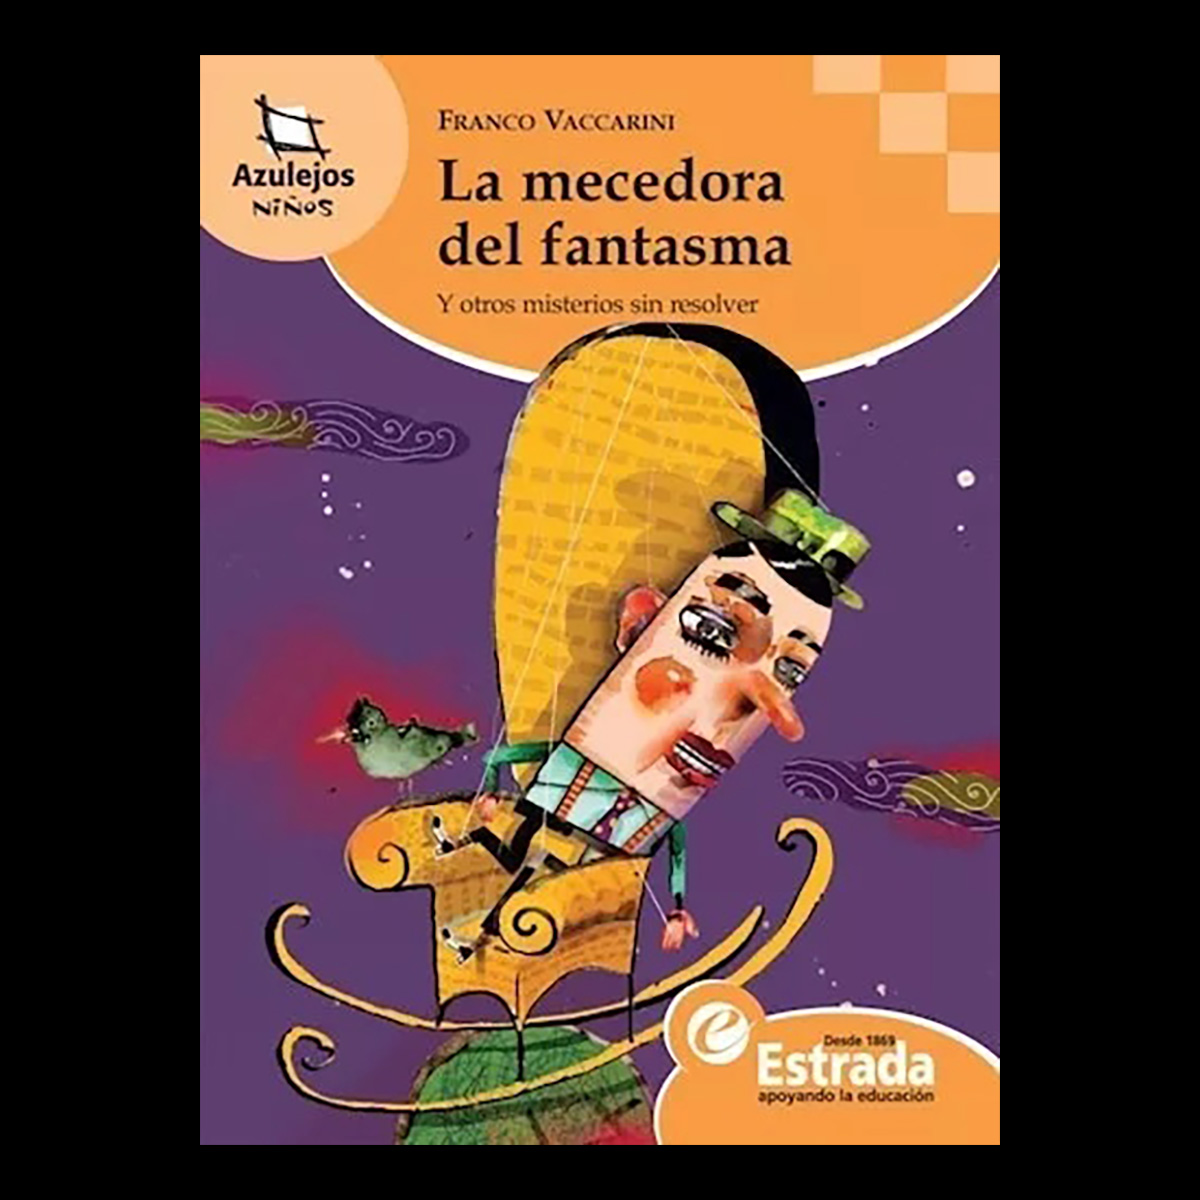 Azulejos
NIÑOS
FRANCO VACCARINI
La mecedora
del fantasma
Y otros misterios sin resolver
e
Desde 1869
Estrada
apoyando la educación